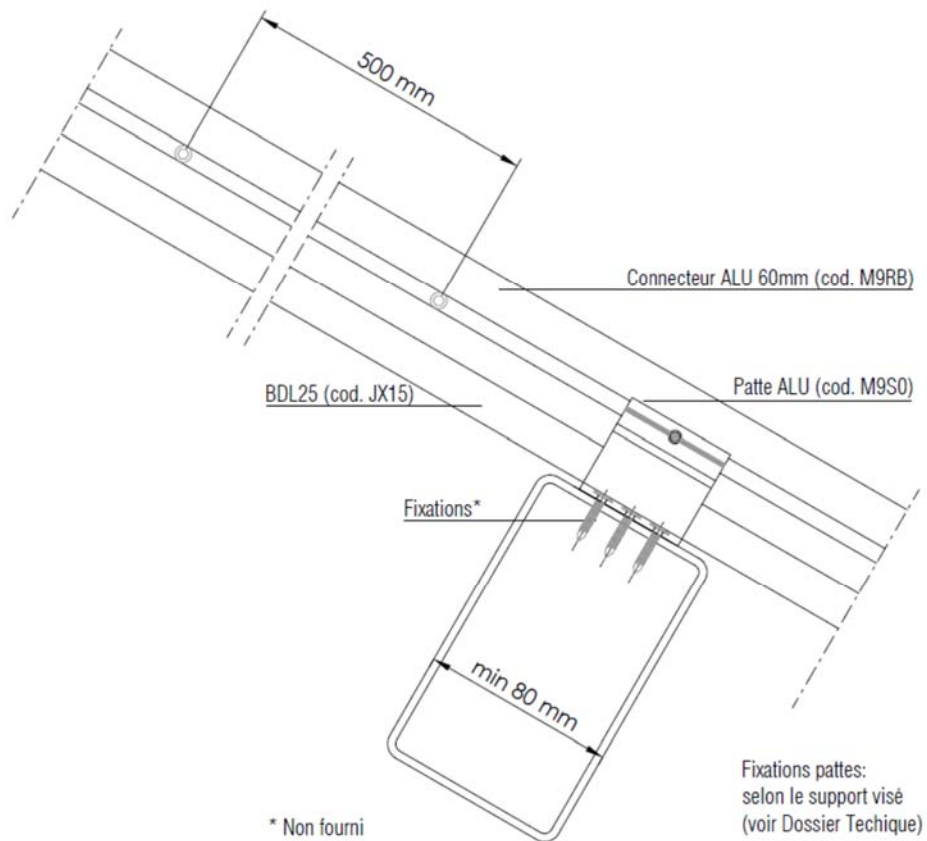 500 mm
Connecteur ALU 60mm (cod. M9RB)
BDL25 (cod. JX15)
Patte ALU (cod. M9S0)
Fixations*
min 80 mm
Fixations pattes:
selon le support visé
(voir Dossier Techique)
* Non fourni